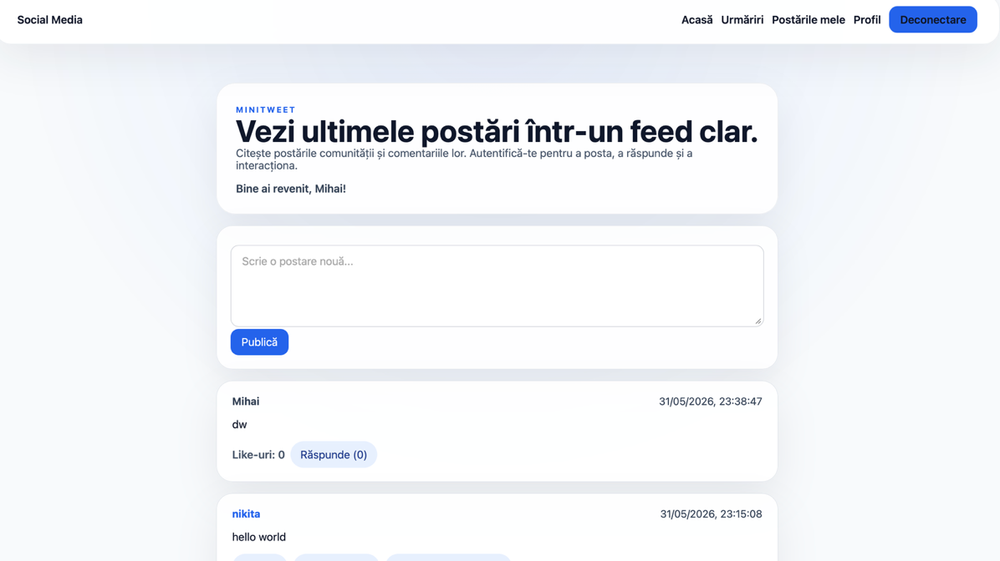 Social Media
Acasă Urmăriri Postările mele Profil Deconectare
MINITWEET
Vezi ultimele postări într-un feed clar.
Citește postările comunității și comentariile lor. Autentifică-te pentru a posta, a răspunde și a
interacționa.
Bine ai revenit, Mihai!
Scrie o postare nouă...
Publică
Mihai 31/05/2026, 23:38:47
dw
Like-uri: 0 Răspunde (0)
nikita 31/05/2026, 23:15:08
hello world